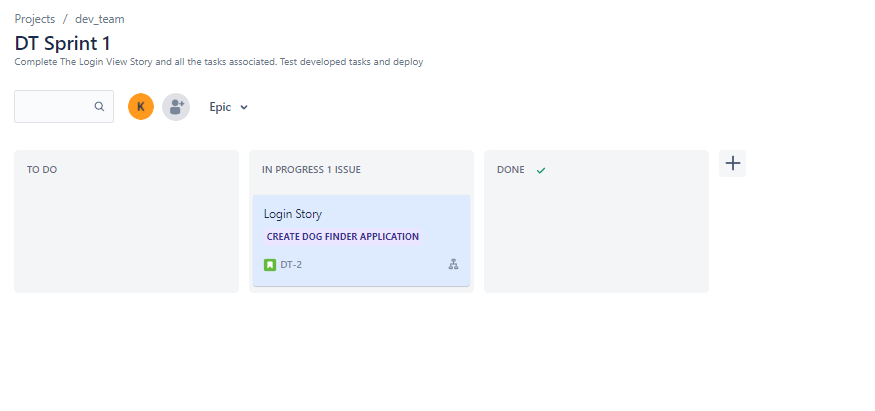 Projects / dev_team
DT Sprint 1
Complete The Login View Story and all the tasks associated. Test developed tasks and deploy
K Epic
TO DO
IN PROGRESS 1 ISSUE
DONE
Login Story
CREATE DOG FINDER APPLICATION
DT-2